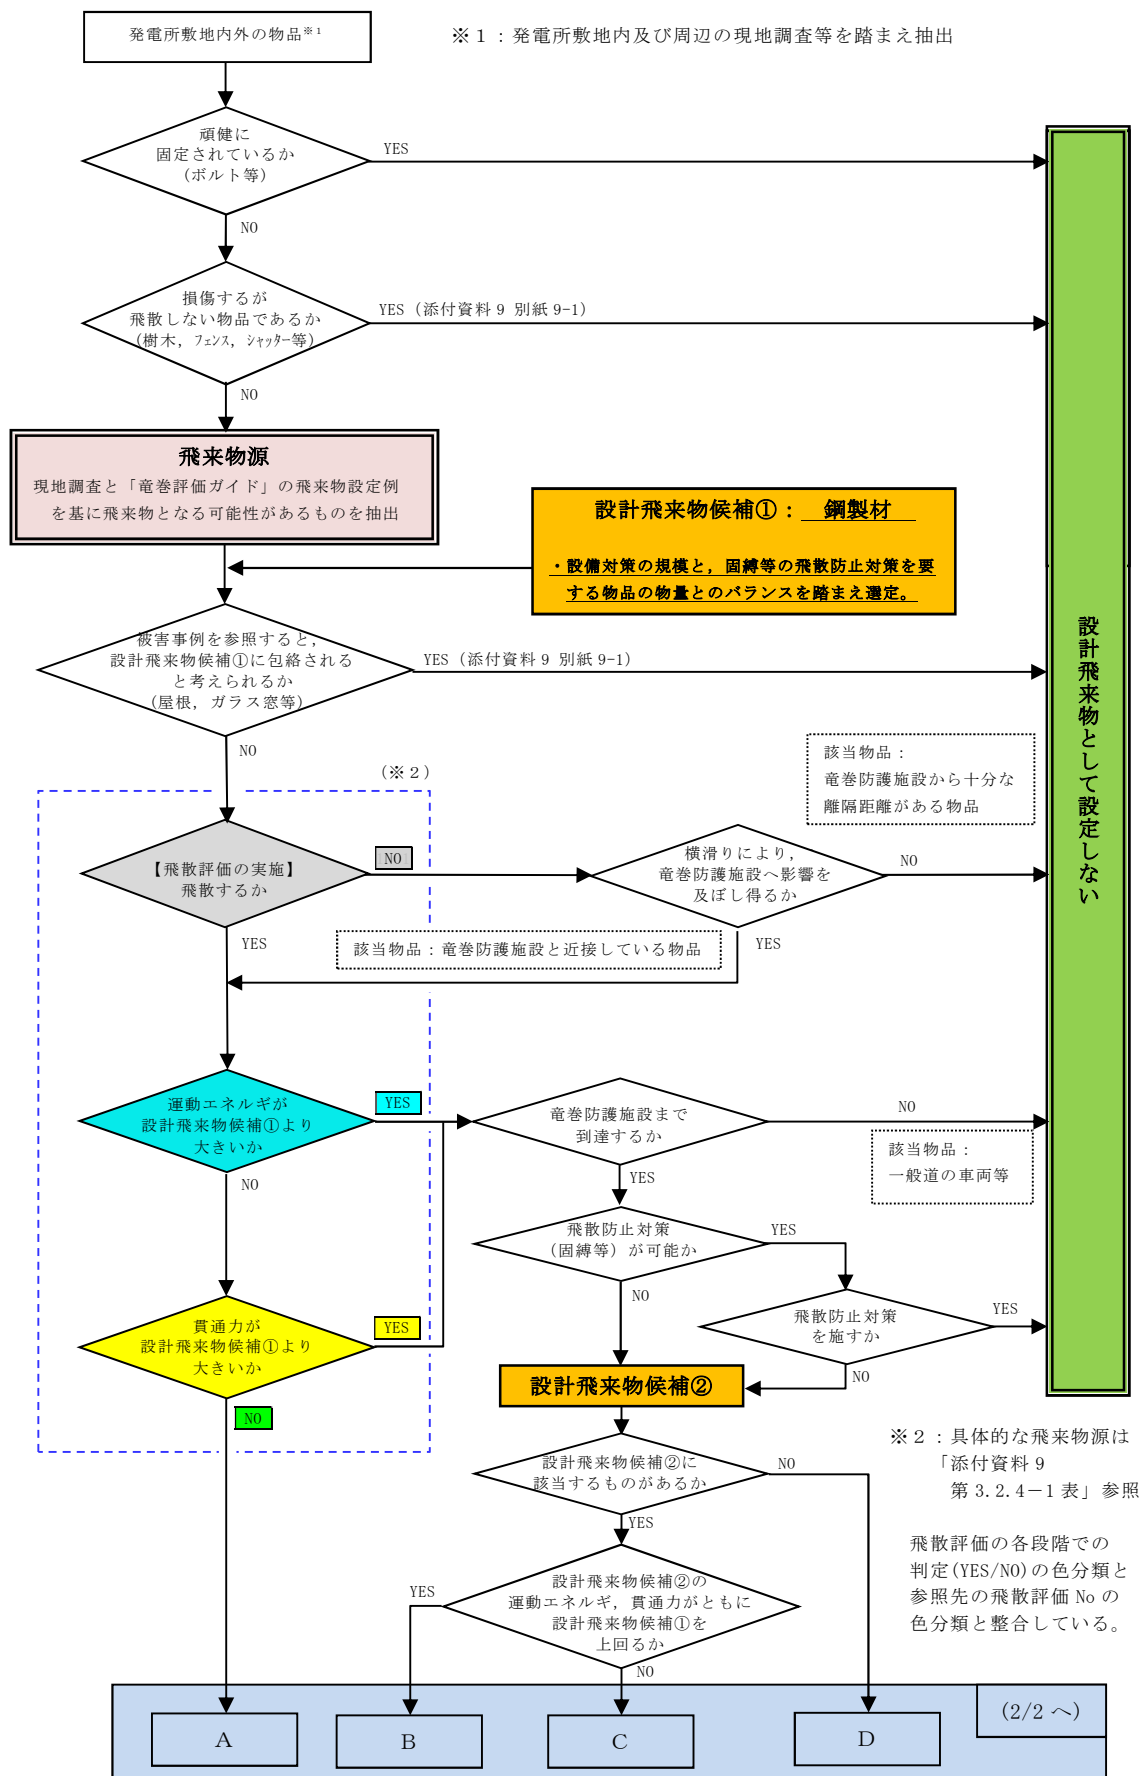 発電所敷地内外の物品※1
※1：発電所敷地内及び周辺の現地調査等を踏まえ抽出
頑健に
固定されているか
(ボルト等)
YES
NO
損傷するが
飛散しない物品であるか
(樹木，フェンス，シャッター等)
YES（添付資料9 別紙9-1）
NO
飛来物源
現地調査と「竜巻評価ガイド」の飛来物設定例
を基に飛来物となる可能性があるものを抽出
設計飛来物候補①：　鋼製材
・設備対策の規模と，固縛等の飛散防止対策を要
する物品の物量とのバランスを踏まえ選定。
被害事例を参照すると，
設計飛来物候補①に包絡される
と考えられるか
(屋根，ガラス窓等)
YES（添付資料9 別紙9-1）
NO
設計飛来物として設定しない
該当物品：
竜巻防護施設から十分な
離隔距離がある物品
(※2)
【飛散評価の実施】
飛散するか
NO
横滑りにより，
竜巻防護施設へ影響を
及ぼし得るか
NO
YES
該当物品：竜巻防護施設と近接している物品
YES
運動エネルギが
設計飛来物候補①より
大きいか
YES
NO
竜巻防護施設まで
到達するか
NO
該当物品：
一般道の車両等
YES
飛散防止対策
（固縛等）が可能か
YES
NO
飛散防止対策
を施すか
YES
NO
貫通力が
設計飛来物候補①より
大きいか
YES
NO
設計飛来物候補②
設計飛来物候補②に
該当するものがあるか
NO
YES
※2：具体的な飛来物源は
「添付資料9
第3.2.4－1表」参照
飛散評価の各段階での
判定(YES/NO)の色分類と
参照先の飛散評価Noの
色分類と整合している。
設計飛来物候補②の
運動エネルギ，貫通力がともに
設計飛来物候補①を
上回るか
YES
NO
(2/2へ)
A
B
C
D